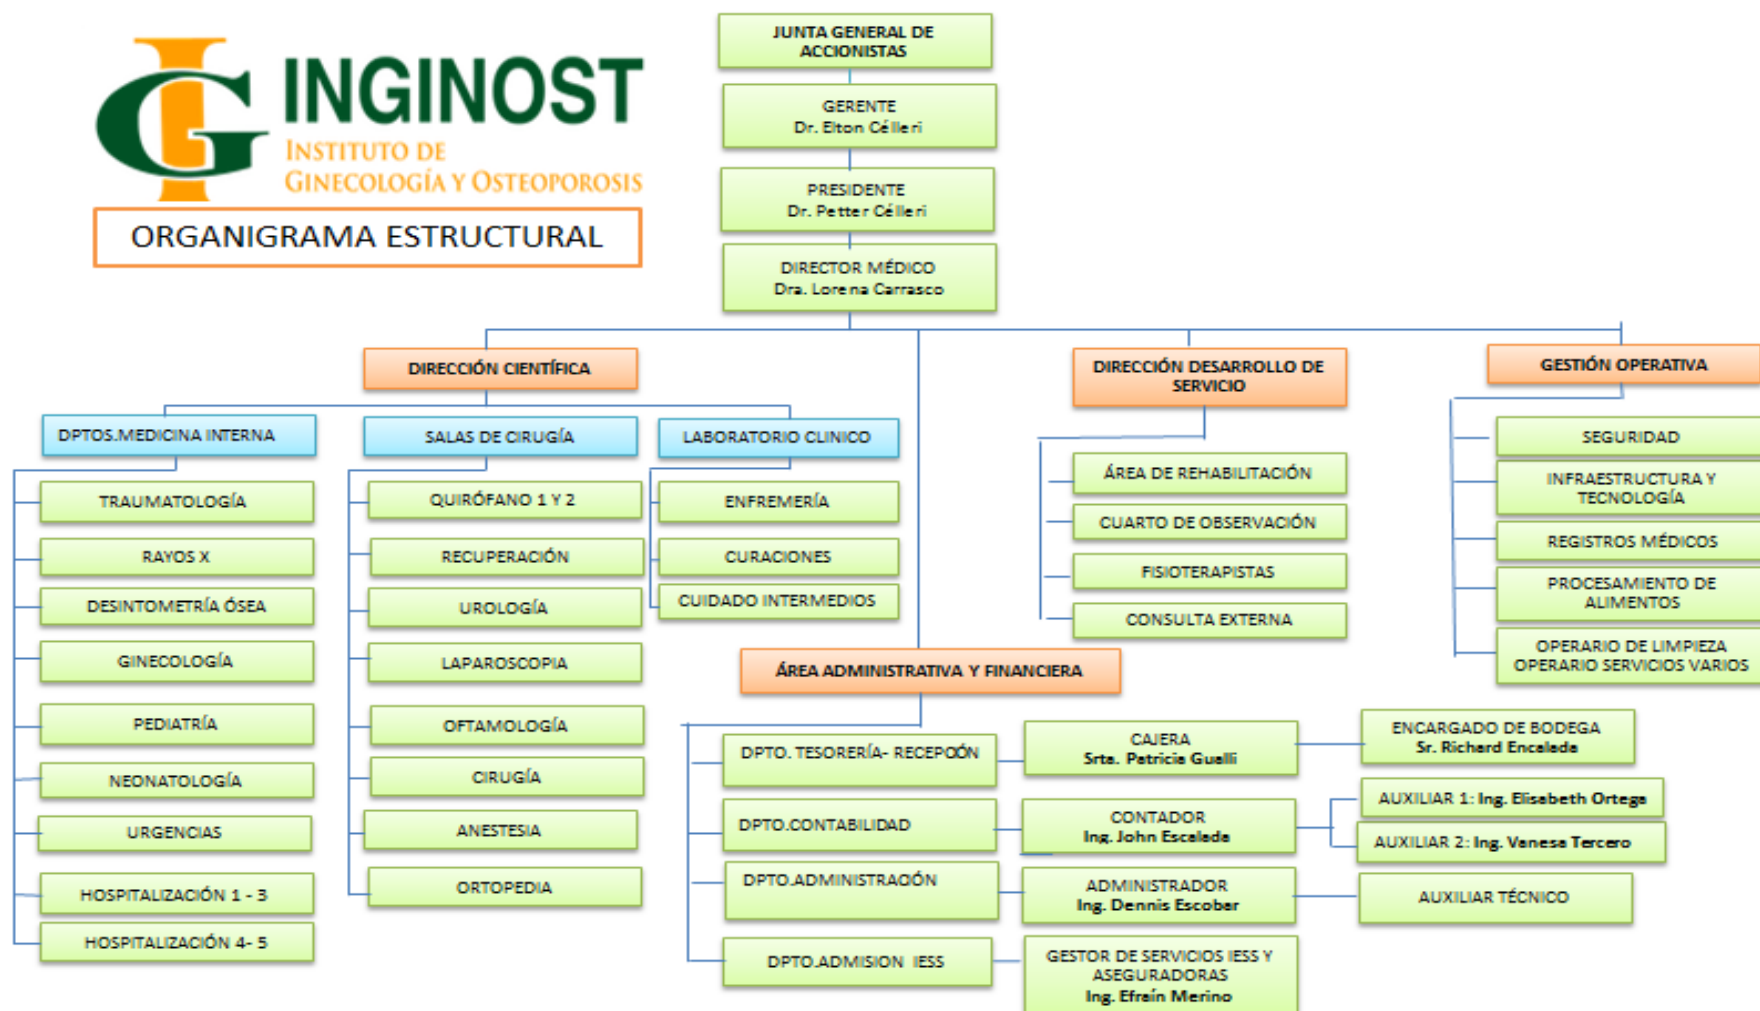 INGINOST
INSTITUTO DE
GINECOLOGÍA Y OSTEOPOROSIS
ORGANIGRAMA ESTRUCTURAL
JUNTA GENERAL DE
ACCIONISTAS
GERENTE
Dr. Elton Célleri
PRESIDENTE
Dr. Petter Célleri
DIRECTOR MÉDICO
Dra. Lorena Carrasco
DIRECCIÓN CIENTÍFICA
DPTOS.MEDICINA INTERNA
TRAUMATOLOGÍA
RAYOS X
DESINTOMETRÍA ÓSEA
GINECOLOGÍA
PEDIATRÍA
NEONATOLOGÍA
URGENCIAS
HOSPITALIZACIÓN 1 - 3
HOSPITALIZACIÓN 4- 5
SALAS DE CIRUGÍA
QUIRÓFANO 1 Y 2
RECUPERACIÓN
UROLOGÍA
LAPAROSCOPIA
OFTAMOLOGÍA
CIRUGÍA
ANESTESIA
ORTOPEDIA
LABORATORIO CLINICO
ENFREMERÍA
CURACIONES
CUIDADO INTERMEDIOS
DIRECCIÓN DESARROLLO DE
SERVICIO
ÁREA DE REHABILITACIÓN
CUARTO DE OBSERVACIÓN
FISIOTERAPISTAS
CONSULTA EXTERNA
GESTIÓN OPERATIVA
SEGURIDAD
INFRAESTRUCTURA Y
TECNOLOGÍA
REGISTROS MÉDICOS
PROCESAMIENTO DE
ALIMENTOS
OPERARIO DE LIMPIEZA
OPERARIO SERVICIOS VARIOS
ÁREA ADMINISTRATIVA Y FINANCIERA
DPTO. TESORERÍA- RECEPCIÓN
CAJERA
Srta. Patricia Gualli
ENCARGADO DE BODEGA
Sr. Richard Encalada
DPTO.CONTABILIDAD
CONTADOR
Ing. John Escalada
AUXILIAR 1: Ing. Elisabeth Ortega
AUXILIAR 2: Ing. Vanesa Tercero
DPTO.ADMINISTRACIÓN
ADMINISTRADOR
Ing. Dennis Escobar
AUXILIAR TÉCNICO
DPTO.ADMISION IESS
GESTOR DE SERVICIOS IESS Y
ASEGURADORAS
Ing. Efraín Merino